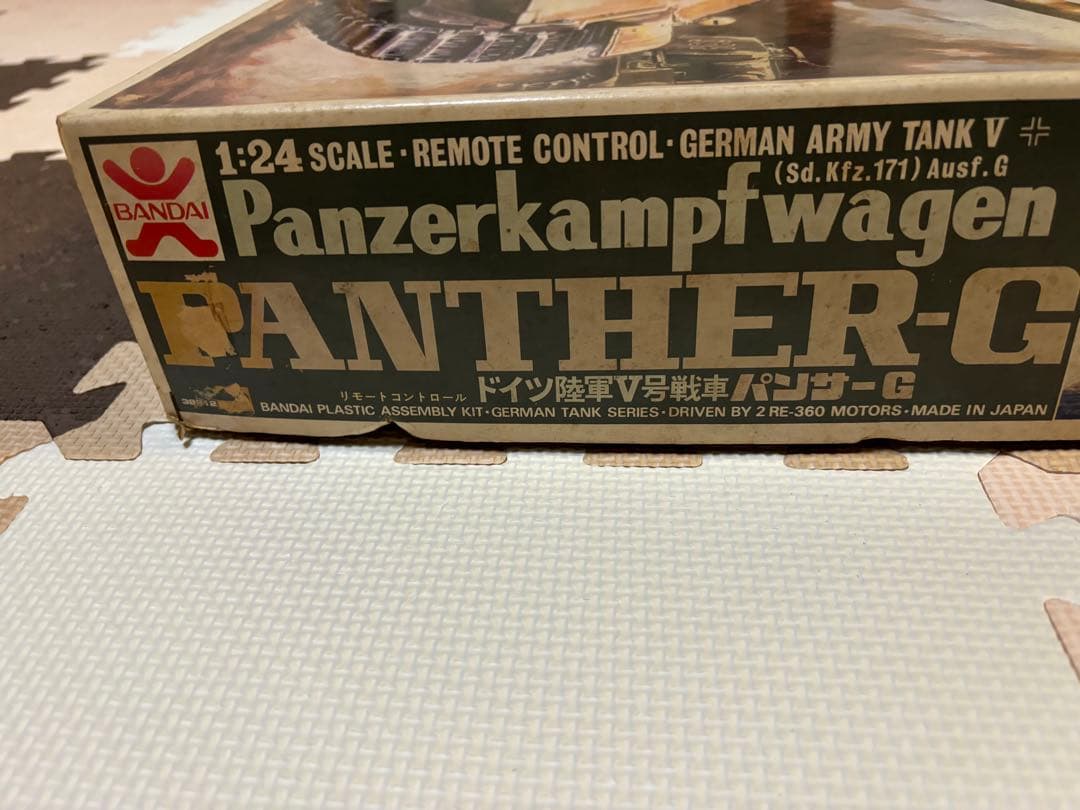 BANDAI
1:24 SCALE・REMOTE CONTROL・GERMAN ARMY TANK V
(Sd.Kfz.171) Ausf.G
Panzerkampfwagen
PANTHER-G
リモートコントロール ドイツ陸軍V号戦車パンサーG
BANDAI PLASTIC ASSEMBLY KIT・GERMAN TANK SERIES・DRIVEN BY 2 RE-360 MOTORS・MADE IN JAPAN